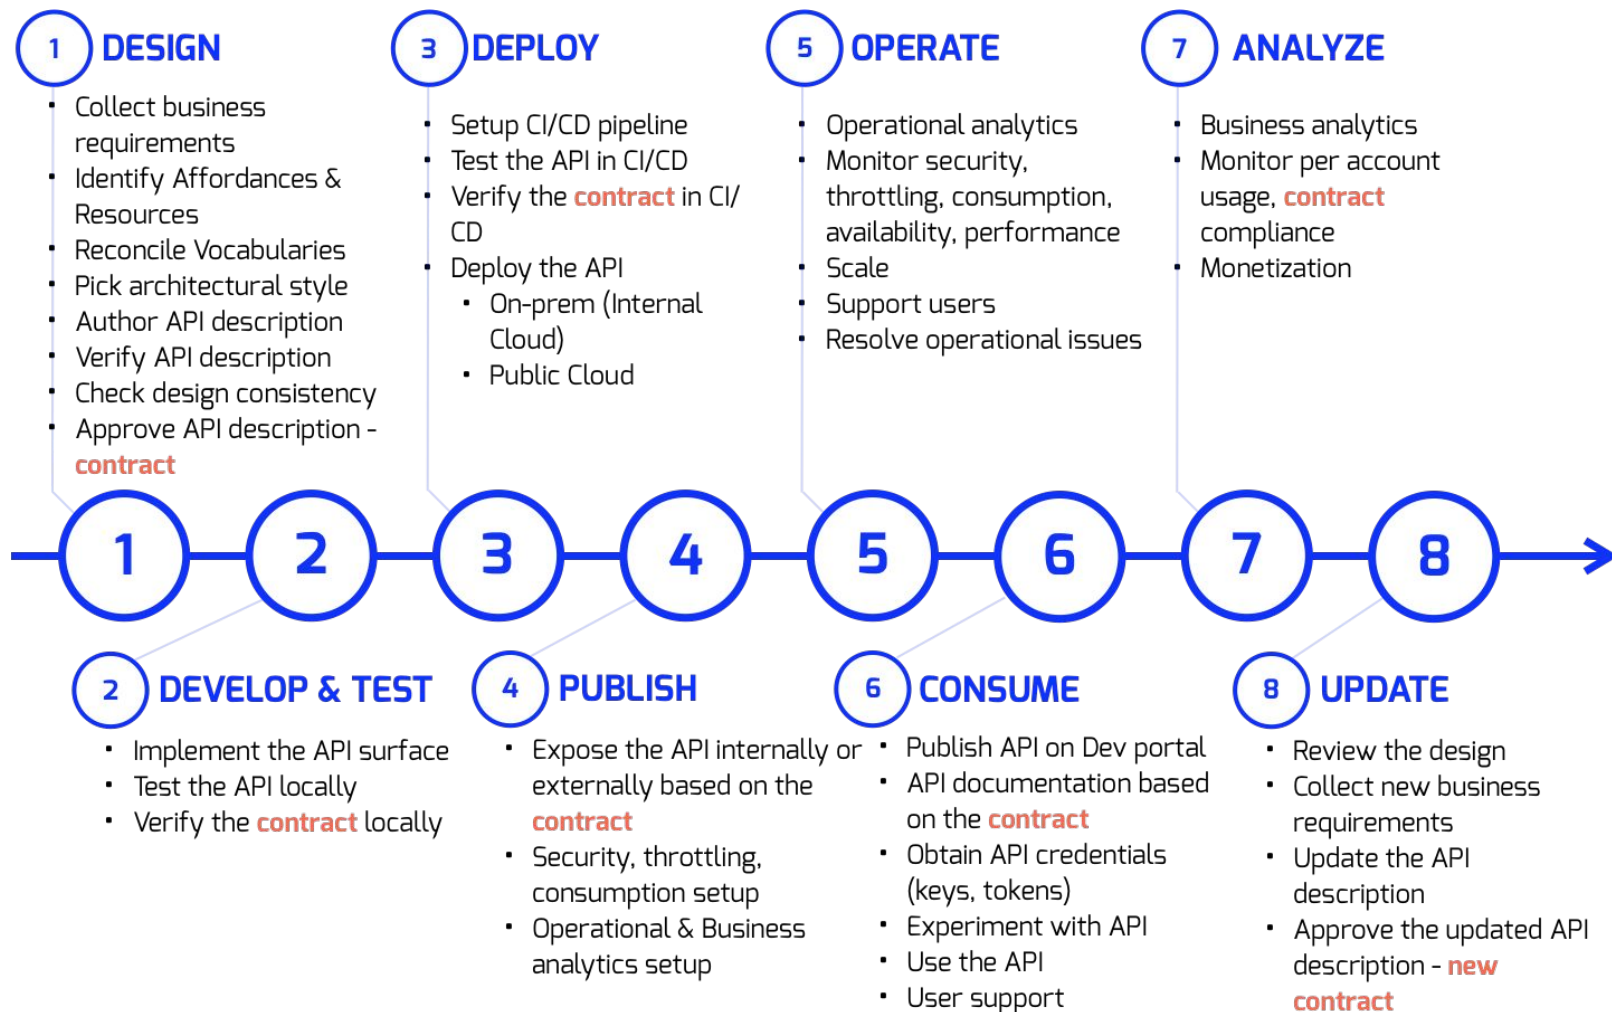 1 DESIGN
• Collect business
requirements
• Identify Affordances &
Resources
• Reconcile Vocabularies
• Pick architectural style
• Author API description
• Verify API description
• Check design consistency
• Approve API description -
contract
3 DEPLOY
• Setup CI/CD pipeline
• Test the API in CI/CD
• Verify the contract in CI/
CD
• Deploy the API
• On-prem (Internal
Cloud)
• Public Cloud
5 OPERATE
• Operational analytics
• Monitor security,
throttling, consumption,
availability, performance
• Scale
• Support users
• Resolve operational issues
7 ANALYZE
• Business analytics
• Monitor per account
usage, contract
compliance
• Monetization
1 2 3 4 5 6 7 8
2 DEVELOP & TEST
• Implement the API surface
• Test the API locally
• Verify the contract locally
4 PUBLISH
• Expose the API internally or
externally based on the
contract
• Security, throttling,
consumption setup
• Operational & Business
analytics setup
6 CONSUME
• Publish API on Dev portal
• API documentation based
on the contract
• Obtain API credentials
(keys, tokens)
• Experiment with API
• Use the API
• User support
8 UPDATE
• Review the design
• Collect new business
requirements
• Update the API
description
• Approve the updated API
description - new
contract